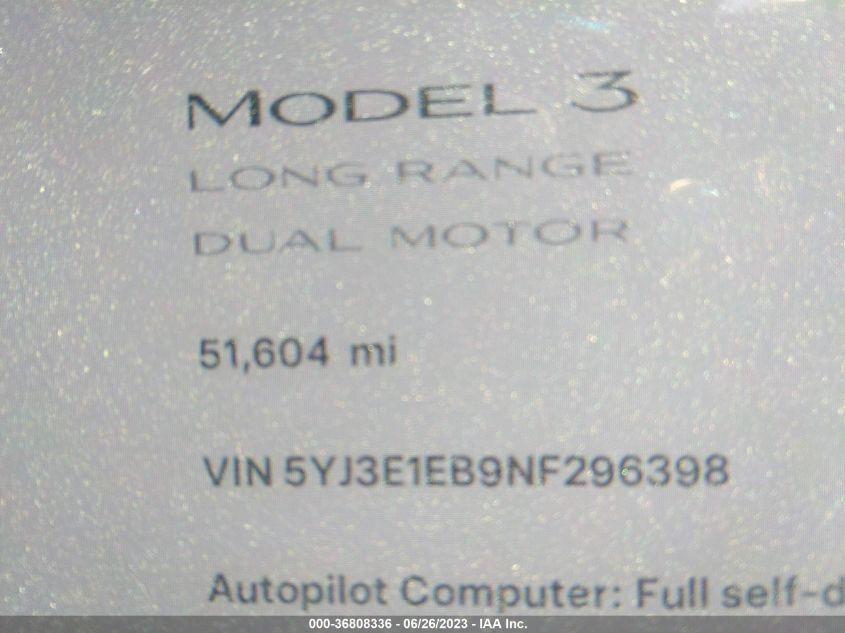 MODEL 3
LONG RANGE
DUAL MOTOR
51,604 mi
VIN 5YJ3E1EB9NF296398
Autopilot Computer: Full self-d
000-36808336 - 06/26/2023 - IAA Inc.